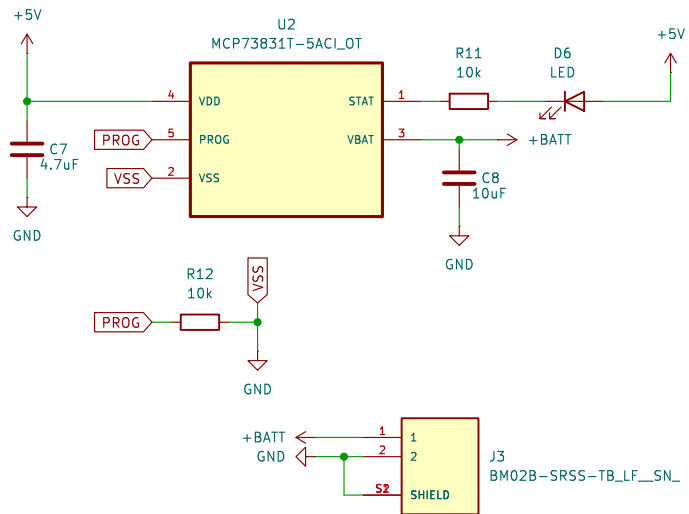 +5V
U2
MCP73831T-5ACI_OT
+5V
R11
10k
D6
LED
4
VDD
STAT
1
PROG
5
PROG
VBAT
3
+BATT
C7
4.7uF
VSS
2
VSS
C8
10uF
GND
GND
R12
10k
VSS
PROG
GND
+BATT
1
1
GND
2
2
J3
BM02B-SRSS-TB_LF__SN_
SHIELD